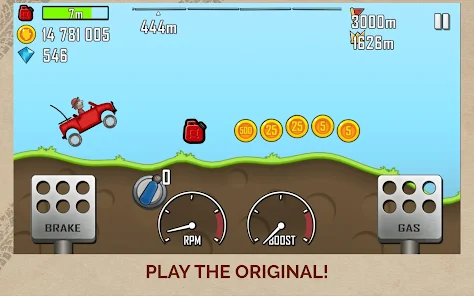 7m
14 781 005
546
444m
3000m
1626m
500 25 25 5 5
0
BRAKE
RPM
BOOST
GAS
PLAY THE ORIGINAL!